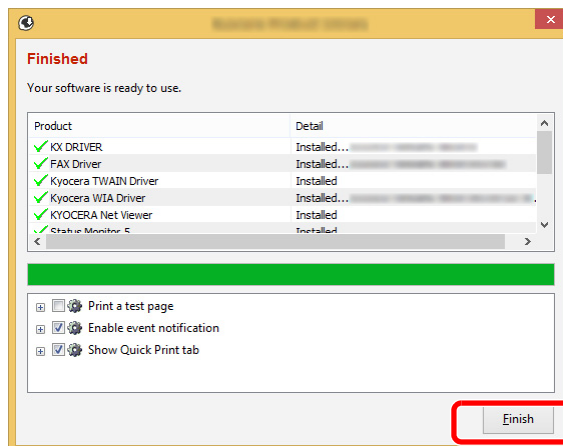 Finished
Your software is ready to use.
Product Detail
KX DRIVER Installed...
FAX Driver Installed...
Kyocera TWAIN Driver Installed
Kyocera WIA Driver Installed...
KYOCERA Net Viewer Installed
Status Monitor 5 Installed
Print a test page
Enable event notification
Show Quick Print tab
Finish